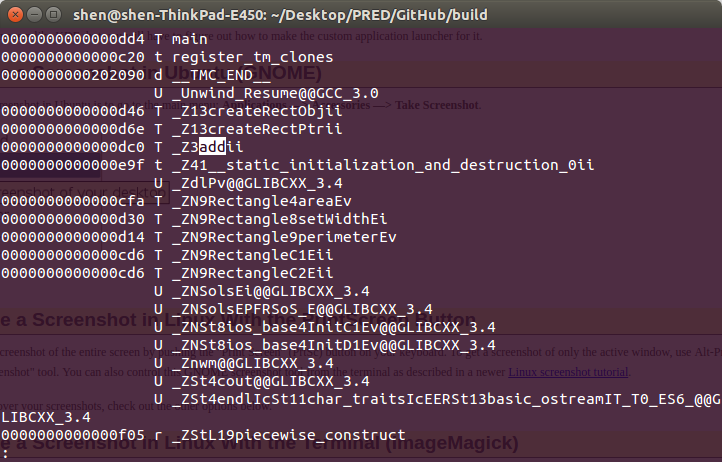 shen@shen-ThinkPad-E450: ~/Desktop/PRED/GitHub/build
0000000000000dd4 T main
0000000000000c20 t register_tm_clones
0000000000202090 d __TMC_END__
U _Unwind_Resume@@GCC_3.0
0000000000000d46 T _Z13createRectObjii
0000000000000d6e T _Z13createRectPtrii
0000000000000dc0 T _Z3addii
0000000000000e9f t _Z41__static_initialization_and_destruction_0ii
U _ZdlPv@@GLIBCXX_3.4
0000000000000cfa T _ZN9Rectangle4areaEv
0000000000000d30 T _ZN9Rectangle8setWidthEi
0000000000000d14 T _ZN9Rectangle9perimeterEv
0000000000000cd6 T _ZN9RectangleC1Eii
0000000000000cd6 T _ZN9RectangleC2Eii
U _ZNSolsEi@@GLIBCXX_3.4
U _ZNSolsEPFRSoS_E@@GLIBCXX_3.4
U _ZNSt8ios_base4InitC1Ev@@GLIBCXX_3.4
U _ZNSt8ios_base4InitD1Ev@@GLIBCXX_3.4
U _Znwm@@GLIBCXX_3.4
U _ZSt4cout@@GLIBCXX_3.4
U _ZSt4endlIcSt11char_traitsIcEERSt13basic_ostreamIT_T0_ES6_@@G
LIBCXX_3.4
0000000000000f05 r _ZStL19piecewise_construct
: